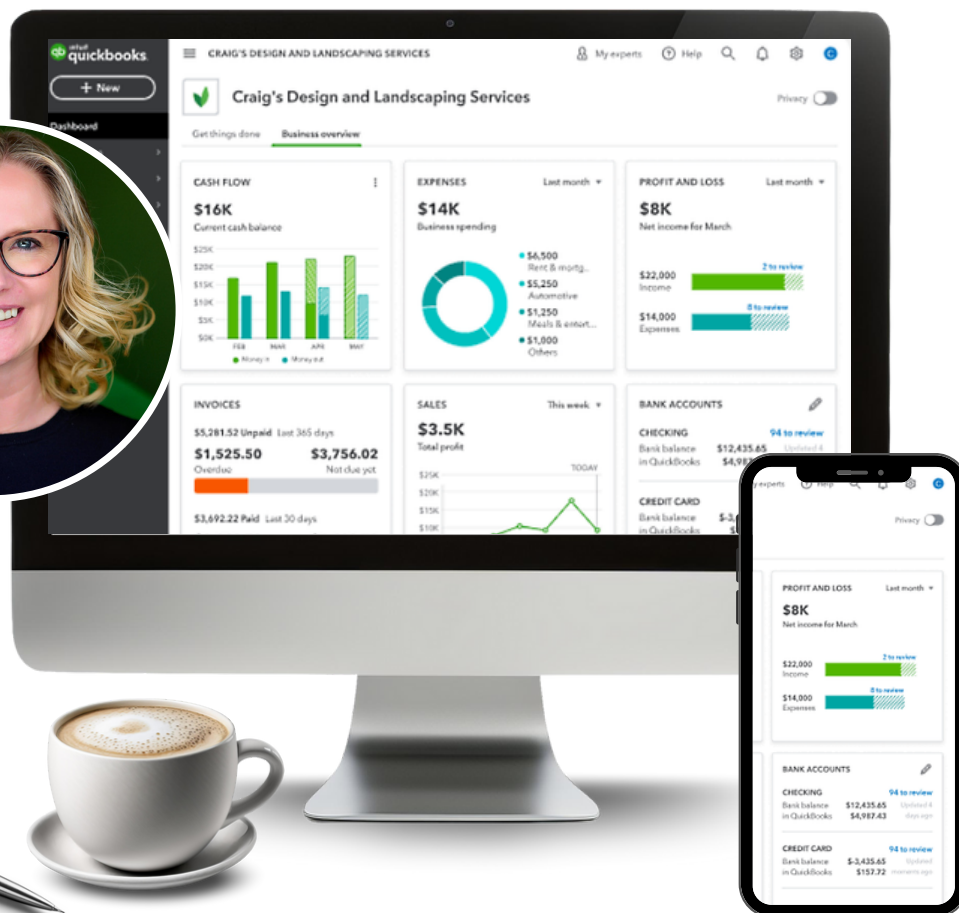 intuit
quickbooks.
+ New
Dashboard
CRAIG'S DESIGN AND LANDSCAPING SERVICES
My experts
Help
C
Craig's Design and Landscaping Services
Privacy
Get things done
Business overview
CASH FLOW
$16K
Current cash balance
$25K
$20K
$15K
$10K
$5K
$0K
FEB MAR APR MAY
Money in Money out
EXPENSES
Last month
$14K
Business spending
$6,500
Rent & mortg...
$5,250
Automotive
$1,250
Meals & entert...
$1,000
Others
PROFIT AND LOSS
Last month
$8K
Net income for March
2 to review
$22,000
Income
8 to review
$14,000
Expenses
INVOICES
$5,281.52 Unpaid Last 365 days
$1,525.50 $3,756.02
Overdue Not due yet
$3,692.22 Paid Last 30 days
SALES
This week
$3.5K
Total profit
TODAY
$25K
$20K
$15K
$10K
BANK ACCOUNTS
CHECKING 94 to review
Bank balance $12,435.65 Updated 4
in QuickBooks $4,987
CREDIT CARD
Bank balance
in QuickBooks
y experts
Help
C
Privacy
PROFIT AND LOSS
Last month
$8K
Net income for March
2 to review
$22,000
Income
8 to review
$14,000
Expenses
BANK ACCOUNTS
CHECKING 94 to review
Bank balance $12,435.65 Updated 4
in QuickBooks $4,987.43 days ago
CREDIT CARD 94 to review
Bank balance $-3,435.65 Updated
in QuickBooks $157.72 moments ago